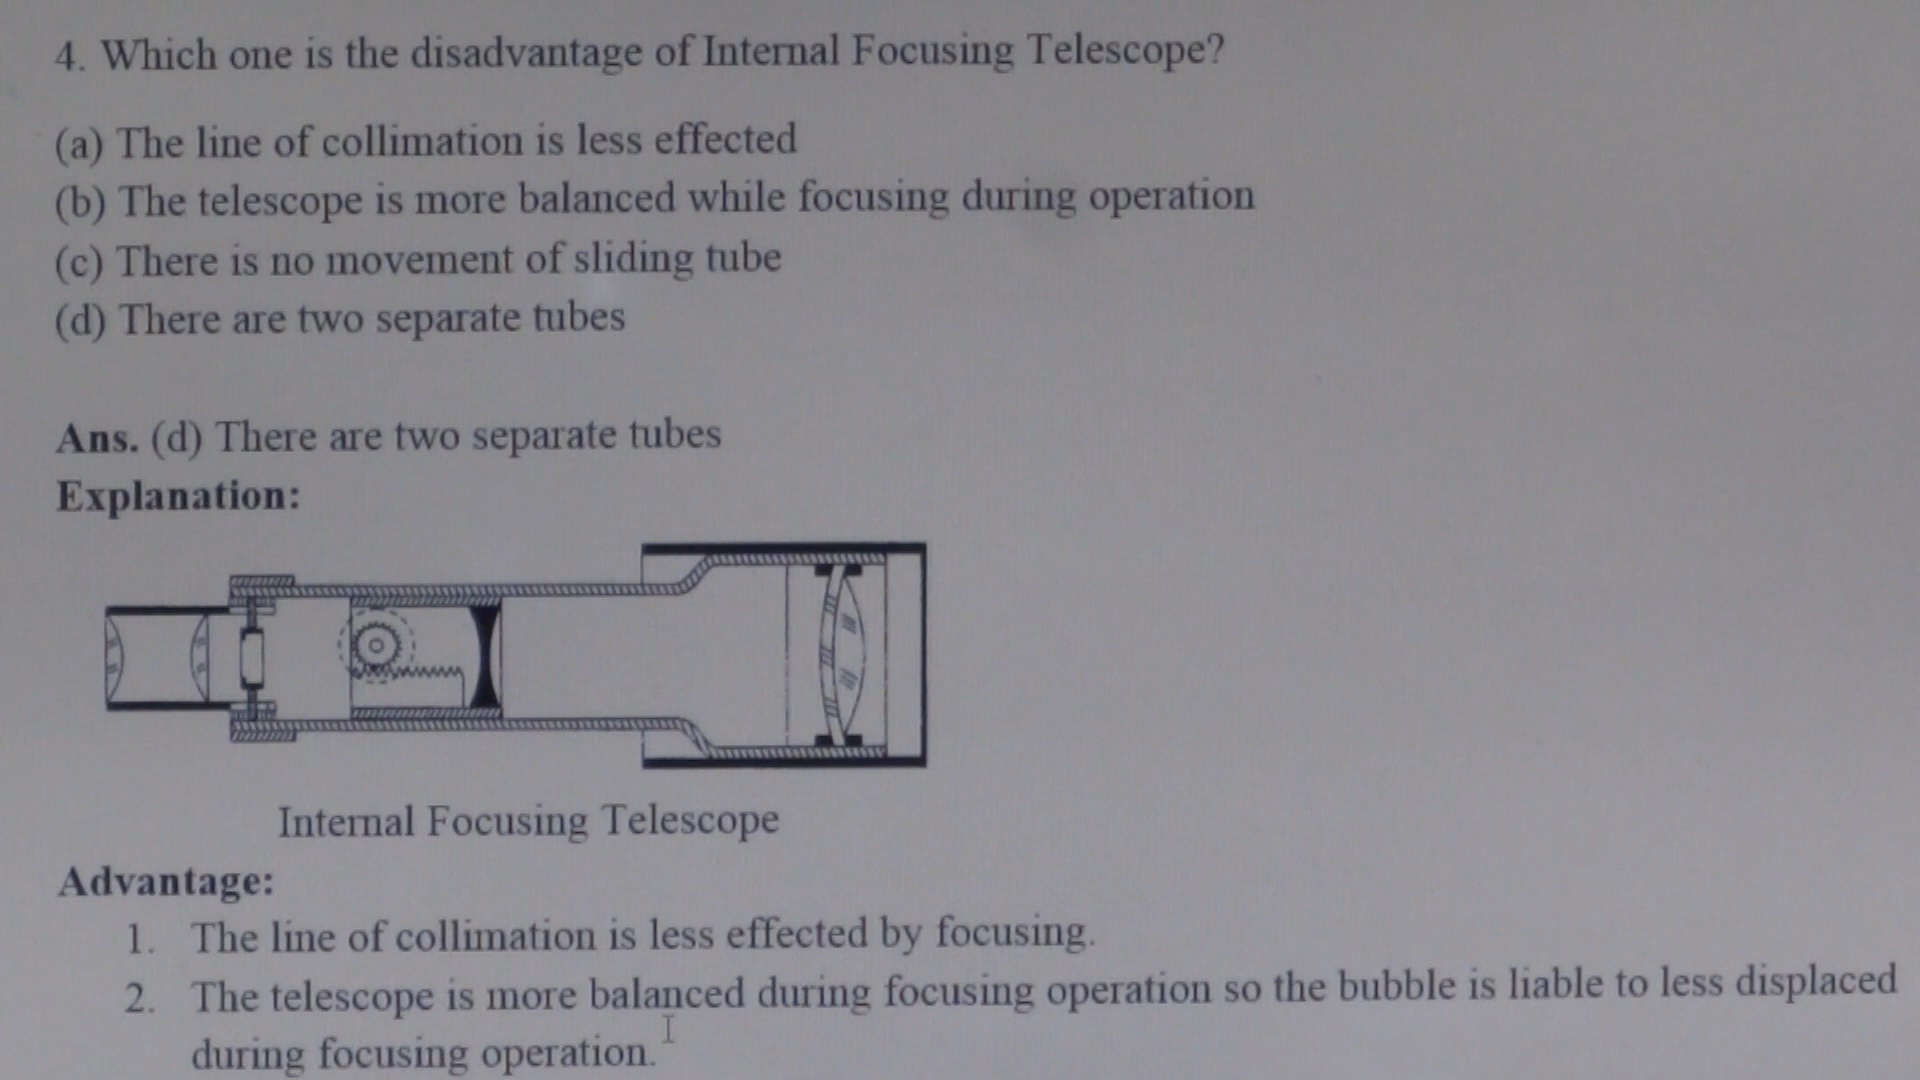 4. Which one is the disadvantage of Internal Focusing Telescope?
(a) The line of collimation is less effected
(b) The telescope is more balanced while focusing during operation
(c) There is no movement of sliding tube
(d) There are two separate tubes
Ans. (d) There are two separate tubes
Explanation:
Internal Focusing Telescope
Advantage:
1. The line of collimation is less effected by focusing.
2. The telescope is more balanced during focusing operation so the bubble is liable to less displaced
during focusing operation.